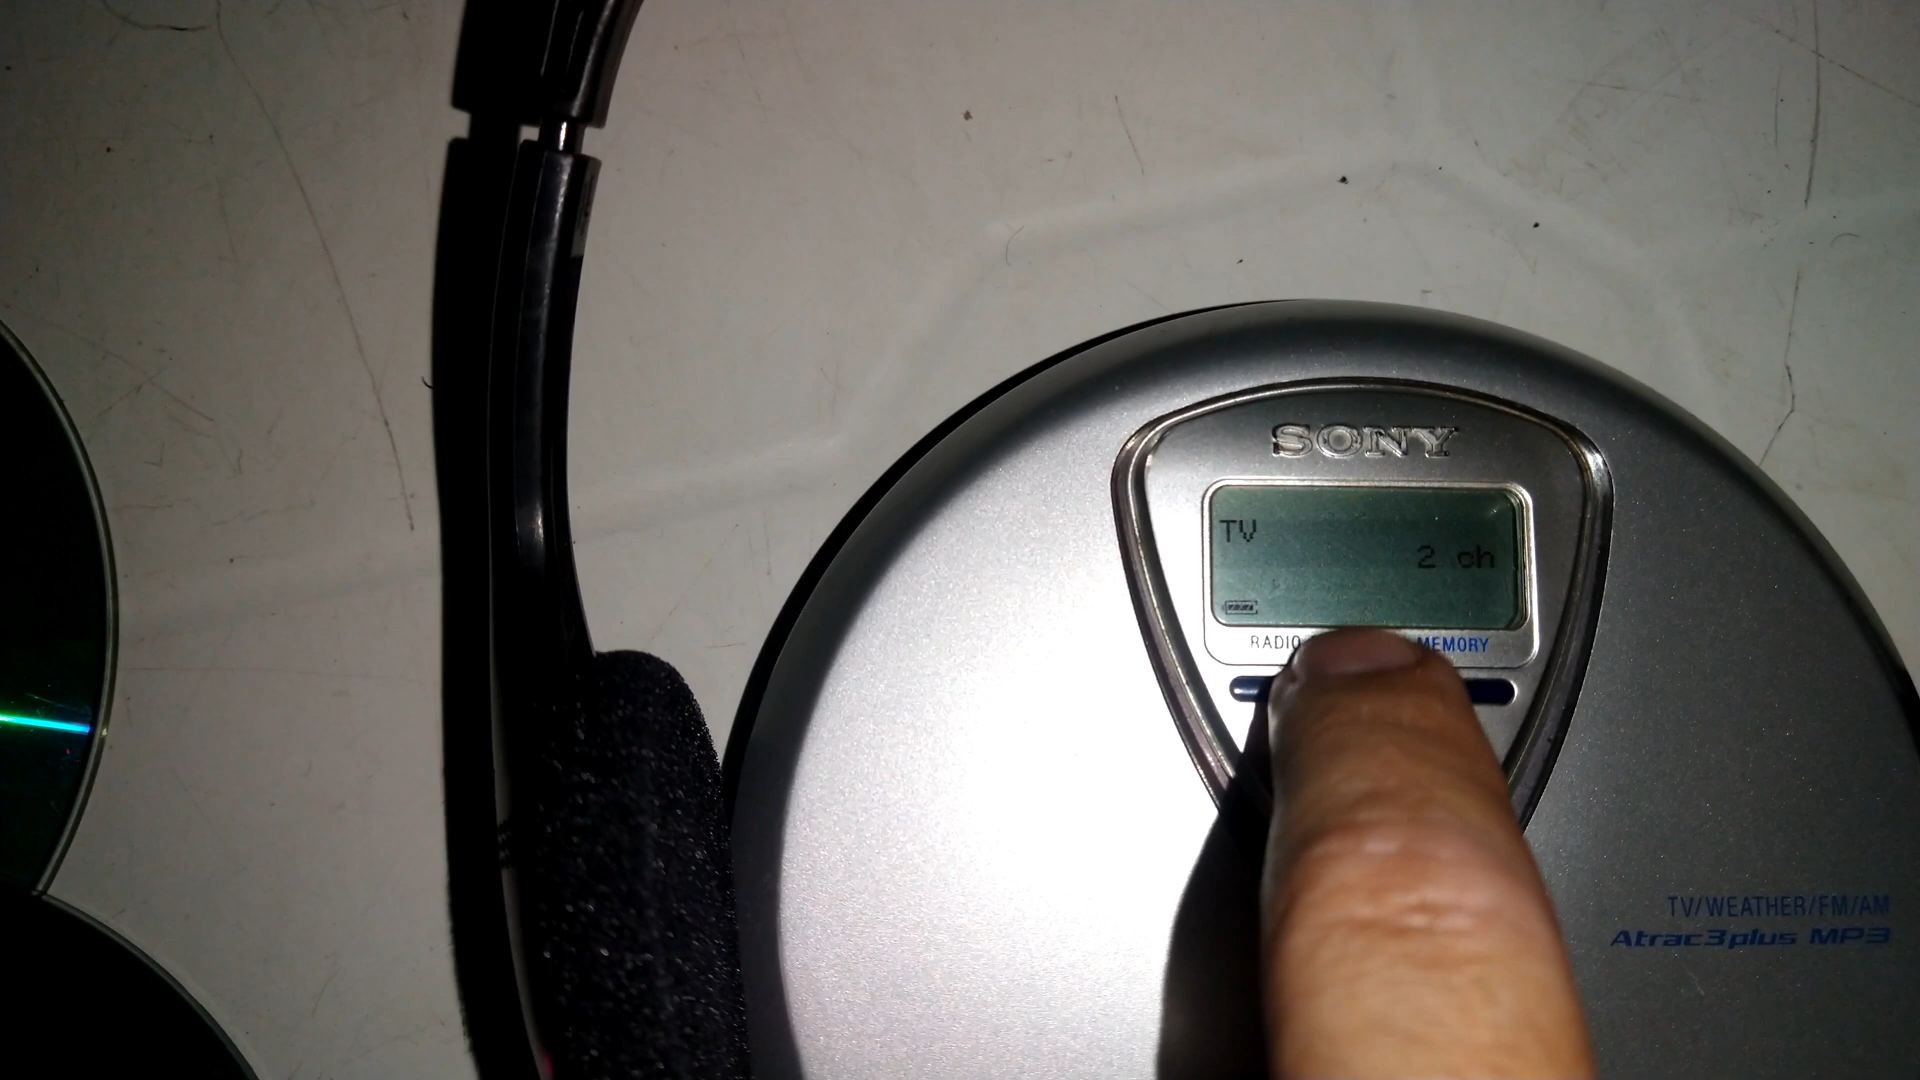 SONY
TV
2 ch
RADIO
MEMORY
TV/WEATHER/FM/AM
Atrac3plus MP3